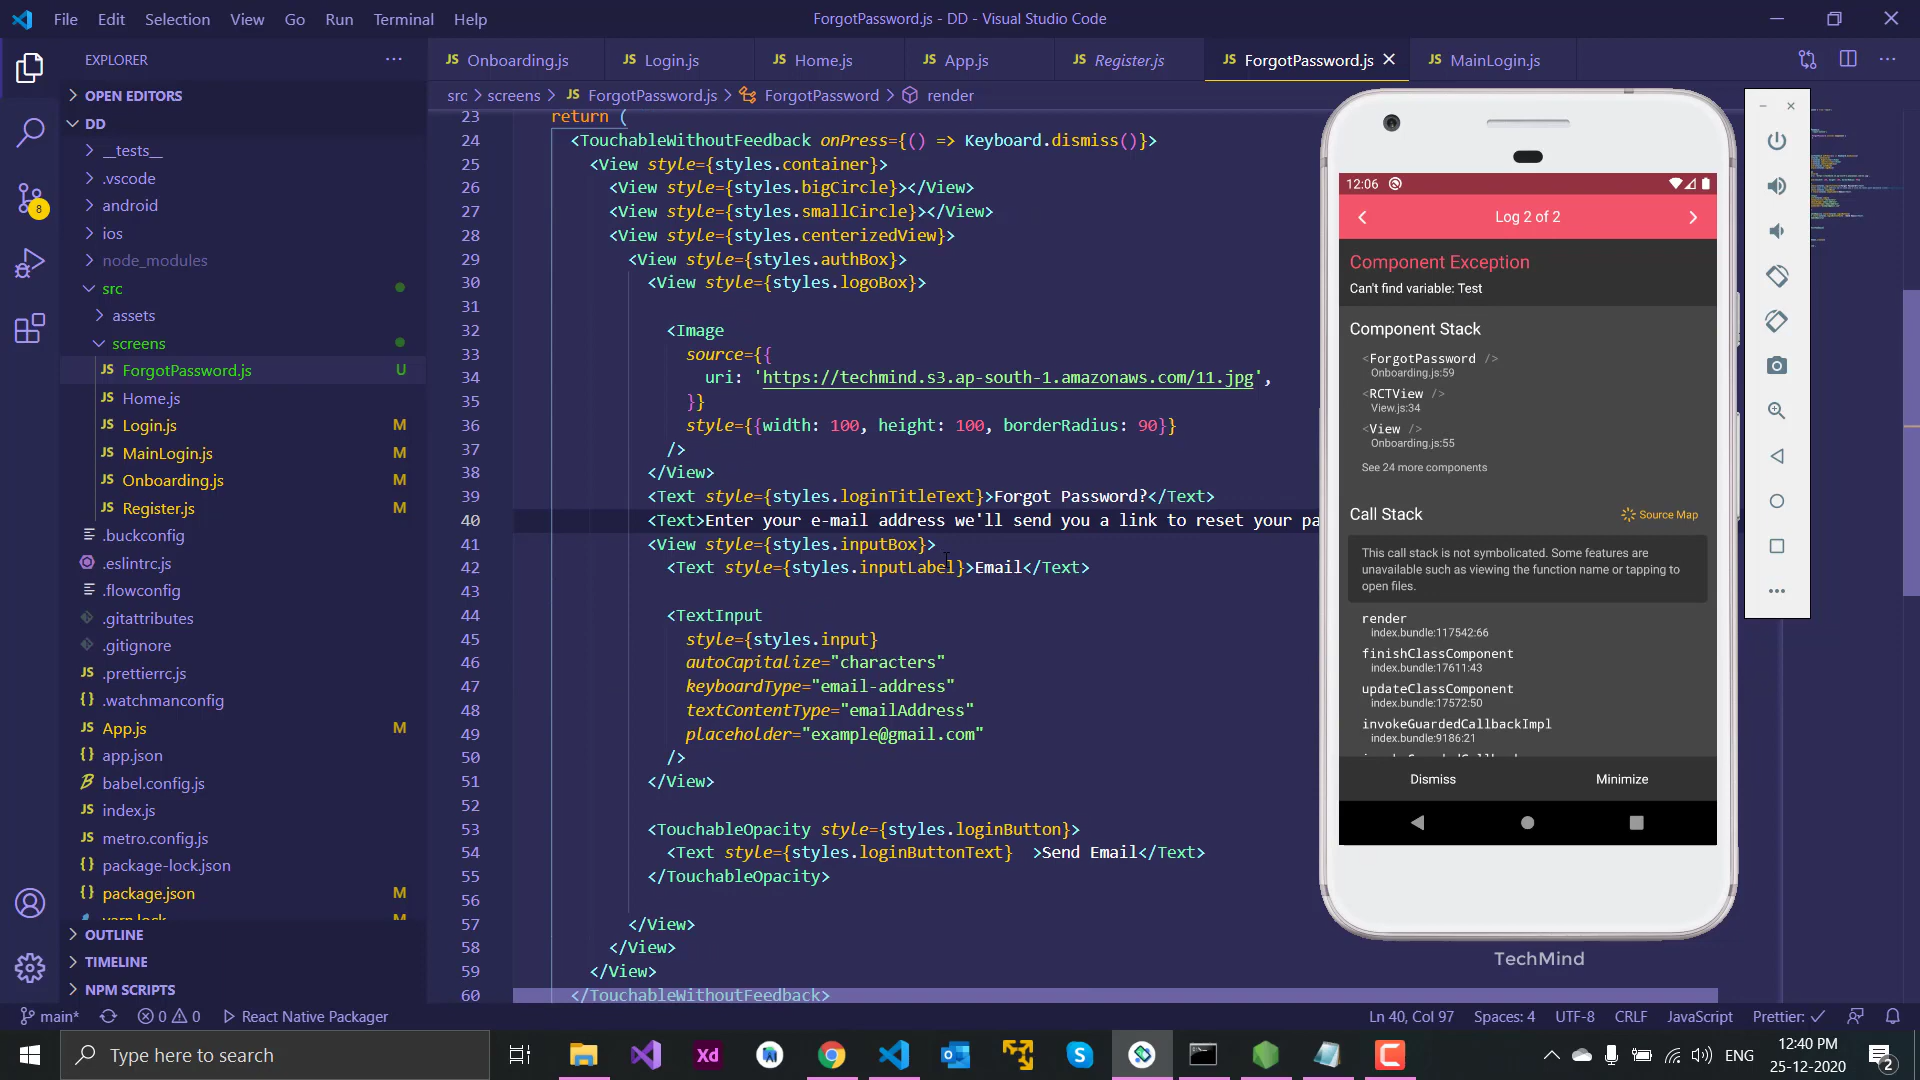 File Edit Selection View Go Run Terminal Help
ForgotPassword.js - DD - Visual Studio Code
EXPLORER
OPEN EDITORS
DD
__tests__
.vscode
android
ios
node_modules
src
assets
screens
JS ForgotPassword.js U
JS Home.js
JS Login.js M
JS MainLogin.js M
JS Onboarding.js M
JS Register.js M
.buckconfig
.eslintrc.js
.flowconfig
.gitattributes
.gitignore
JS .prettierrc.js
{} .watchmanconfig
JS App.js M
{} app.json
babel.config.js
JS index.js
JS metro.config.js
{} package-lock.json
{} package.json M
yarn.lock M
OUTLINE
TIMELINE
NPM SCRIPTS
8
JS Onboarding.js JS Login.js JS Home.js JS App.js JS Register.js JS ForgotPassword.js JS MainLogin.js
src > screens > JS ForgotPassword.js > ForgotPassword > render
23 return (
24 <TouchableWithoutFeedback onPress={() => Keyboard.dismiss()}>
25 <View style={styles.container}>
26 <View style={styles.bigCircle}></View>
27 <View style={styles.smallCircle}></View>
28 <View style={styles.centerizedView}>
29 <View style={styles.authBox}>
30 <View style={styles.logoBox}>
31
32 <Image
33 source={{
34 uri: 'https://techmind.s3.ap-south-1.amazonaws.com/11.jpg',
35 }}
36 style={{width: 100, height: 100, borderRadius: 90}}
37 />
38 </View>
39 <Text style={styles.loginTitleText}>Forgot Password?</Text>
40 <Text>Enter your e-mail address we'll send you a link to reset your pa
41 <View style={styles.inputBox}>
42 <Text style={styles.inputLabel}>Email</Text>
43
44 <TextInput
45 style={styles.input}
46 autoCapitalize="characters"
47 keyboardType="email-address"
48 textContentType="emailAddress"
49 placeholder="example@gmail.com"
50 />
51 </View>
52
53 <TouchableOpacity style={styles.loginButton}>
54 <Text style={styles.loginButtonText} >Send Email</Text>
55 </TouchableOpacity>
56
57 </View>
58 </View>
59 </View>
60 </TouchableWithoutFeedback>
12:06
Log 2 of 2
Component Exception
Can't find variable: Test
Component Stack
<ForgotPassword />
Onboarding.js:59
<RCTView />
View.js:34
<View />
Onboarding.js:55
See 24 more components
Call Stack Source Map
This call stack is not symbolicated. Some features are
unavailable such as viewing the function name or tapping to
open files.
render
index.bundle:117542:66
finishClassComponent
index.bundle:17611:43
updateClassComponent
index.bundle:17572:50
invokeGuardedCallbackImpl
index.bundle:9186:21
Dismiss Minimize
TechMind
main* 0 0 React Native Packager
Ln 40, Col 97 Spaces: 4 UTF-8 CRLF JavaScript Prettier: ✓
Type here to search
Xd
ENG
12:40 PM
25-12-2020
2